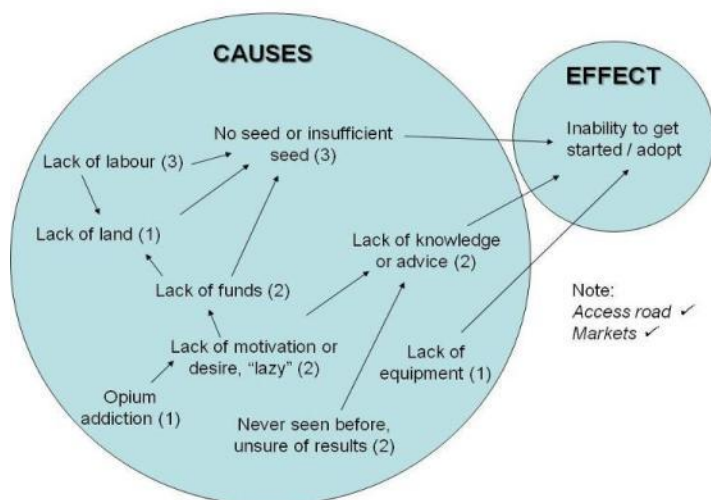 CAUSES
EFFECT
No seed or insufficient
seed (3)
Inability to get
started / adopt
Lack of labour (3)
Lack of land (1)
Lack of knowledge
or advice (2)
Lack of funds (2)
Note:
Access road ✓
Markets ✓
Lack of motivation or
desire, “lazy” (2)
Lack of
equipment (1)
Opium
addiction (1)
Never seen before,
unsure of results (2)